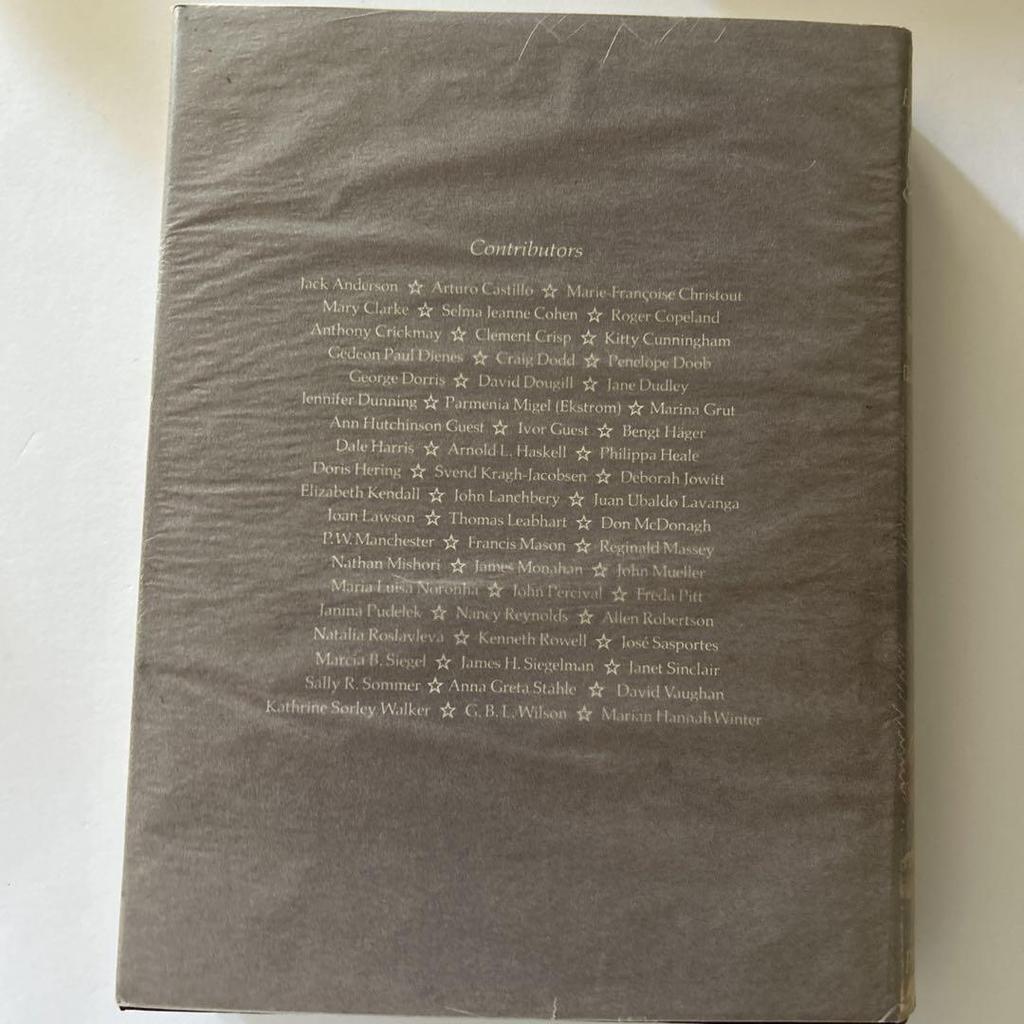 Contributors
Jack Anderson ☆ Arturo Castillo ☆ Marie-Françoise Christout
Mary Clarke ☆ Selma Jeanne Cohen ☆ Roger Copeland
Anthony Crickmay ☆ Clement Crisp ☆ Kitty Cunningham
Gedeon Paul Dienes ☆ Craig Dodd ☆ Penelope Doob
George Dorris ☆ David Dougill ☆ Jane Dudley
Jennifer Dunning ☆ Parmenia Migel (Ekstrom) ☆ Marina Grut
Ann Hutchinson Guest ☆ Ivor Guest ☆ Bengt Häger
Dale Harris ☆ Arnold L. Haskell ☆ Philippa Heale
Doris Hering ☆ Svend Kragh-Jacobsen ☆ Deborah Jowitt
Elizabeth Kendall ☆ John Lanchbery ☆ Juan Ubaldo Lavanga
Joan Lawson ☆ Thomas Leabhart ☆ Don McDonagh
P.W. Manchester ☆ Francis Mason ☆ Reginald Massey
Nathan Mishori ☆ James Monahan ☆ John Mueller
Maria Luisa Noronha ☆ John Percival ☆ Freda Pitt
Janina Pudełek ☆ Nancy Reynolds ☆ Allen Robertson
Natalia Roslavleva ☆ Kenneth Rowell ☆ José Sasportes
Marcia B. Siegel ☆ James H. Siegelman ☆ Janet Sinclair
Sally R. Sommer ☆ Anna Greta Ståhle ☆ David Vaughan
Kathrine Sorley Walker ☆ G. B. L. Wilson ☆ Marian Hannah Winter